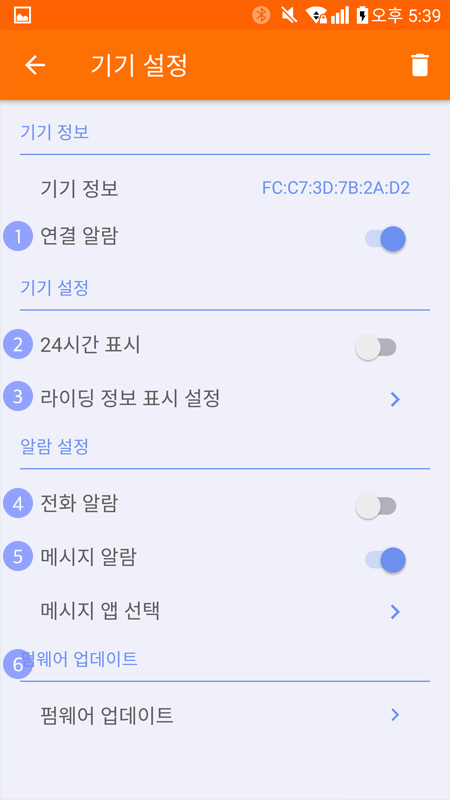 오후 5:39
기기 설정
기기 정보
기기 정보 FC:C7:3D:7B:2A:D2
1 연결 알람
기기 설정
2 24시간 표시
3 라이딩 정보 표시 설정
알람 설정
4 전화 알람
5 메시지 알람
메시지 앱 선택
6 펌웨어 업데이트
펌웨어 업데이트